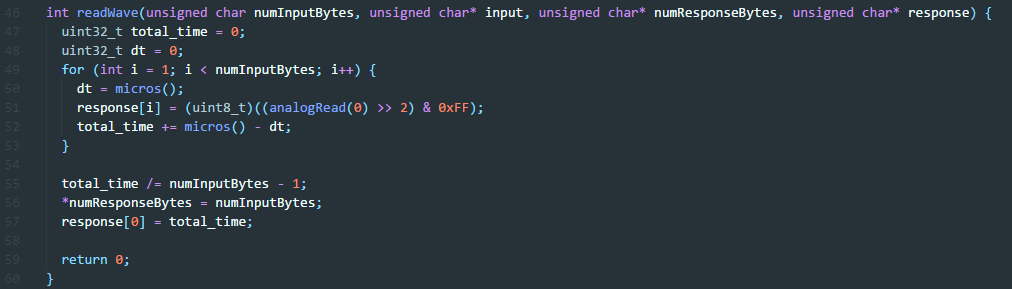 46 int readWave(unsigned char numInputBytes, unsigned char* input, unsigned char* numResponseBytes, unsigned char* response) {
47 uint32_t total_time = 0;
48 uint32_t dt = 0;
49 for (int i = 1; i < numInputBytes; i++) {
50 dt = micros();
51 response[i] = (uint8_t)((analogRead(0) >> 2) & 0xFF);
52 total_time += micros() - dt;
53 }
54
55 total_time /= numInputBytes - 1;
56 *numResponseBytes = numInputBytes;
57 response[0] = total_time;
58
59 return 0;
60 }